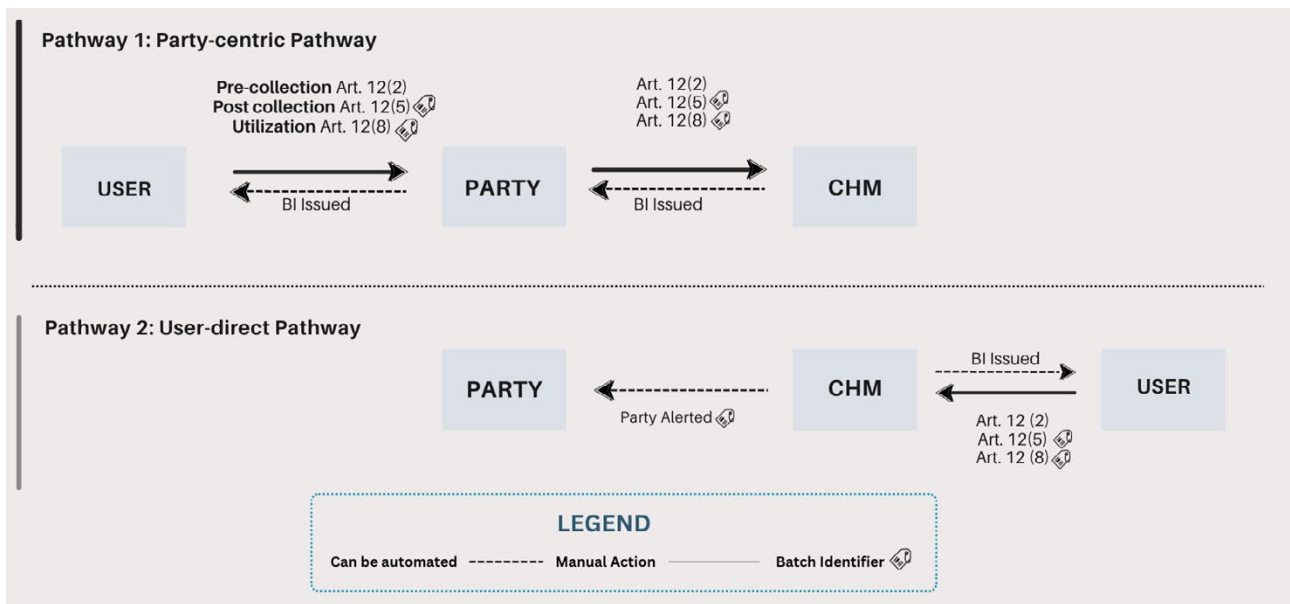 Pathway 1: Party-centric Pathway
Pre-collection Art. 12(2)
Post collection Art. 12(5)
Utilization Art. 12(8)
Art. 12(2)
Art. 12(5)
Art. 12(8)
USER
PARTY
CHM
BI Issued
BI Issued
Pathway 2: User-direct Pathway
PARTY
CHM
USER
BI Issued
Party Alerted
Art. 12 (2)
Art. 12(5)
Art. 12 (8)
LEGEND
Can be automated
Manual Action
Batch Identifier